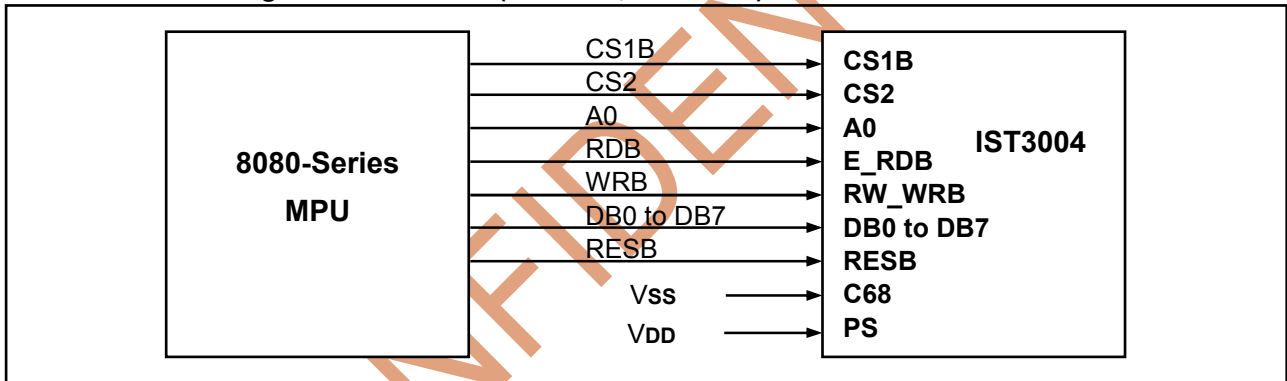 CS1B
CS2
A0
RDB
WRB
DB0 to DB7
RESB
VSS
VDD
8080-Series
MPU
CS1B
CS2
A0
E_RDB
RW_WRB
DB0 to DB7
RESB
C68
PS
IST3004